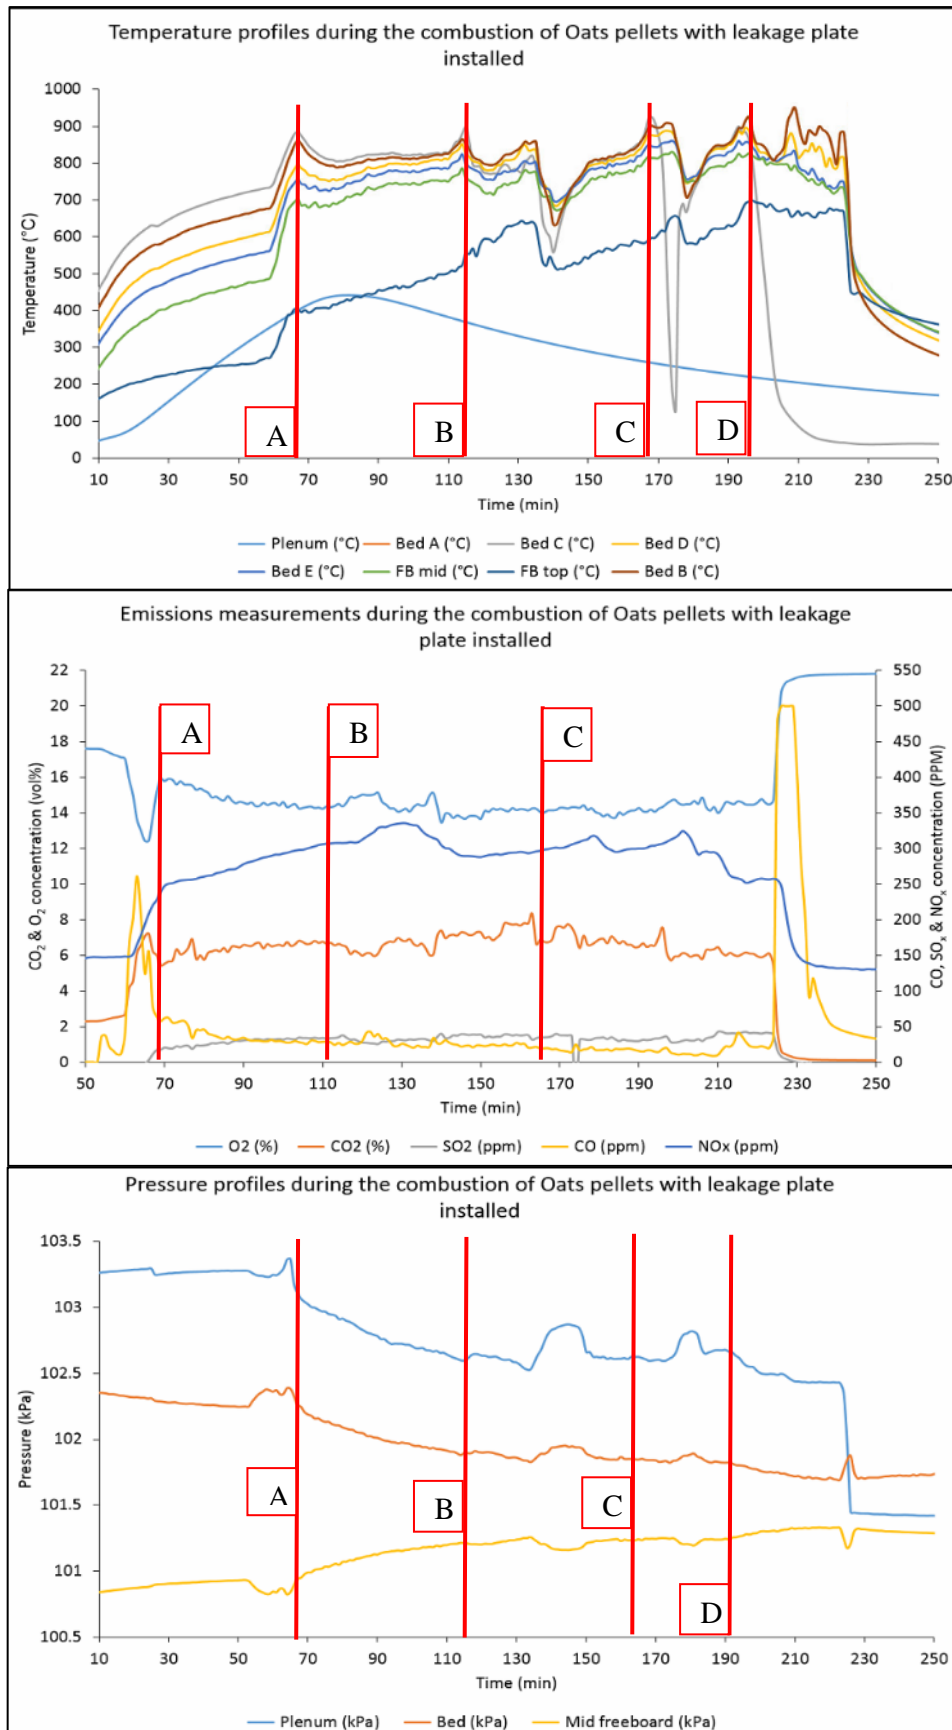 Temperature profiles during the combustion of Oats pellets with leakage plate
installed
1000
900
800
700
600
500
400
300
200
100
0
Temperature (°C)
A
B
C
D
10 30 50 70 90 110 130 150 170 190 210 230 250
Time (min)
Plenum (°C) Bed A (°C) Bed C (°C) Bed D (°C)
Bed E (°C) FB mid (°C) FB top (°C) Bed B (°C)
Emissions measurements during the combustion of Oats pellets with leakage
plate installed
22 550
20 500
18 450
16 400
14 350
12 300
10 250
8 200
6 150
4 100
2 50
0 0
CO2 & O2 concentration (vol%)
CO, SOx & NOx concentration (PPM)
A
B
C
50 70 90 110 130 150 170 190 210 230 250
Time (min)
O2 (%) CO2 (%) SO2 (ppm) CO (ppm) NOx (ppm)
Pressure profiles during the combustion of Oats pellets with leakage plate
installed
103.5
103
102.5
102
101.5
101
100.5
Pressure (kPa)
A
B
C
D
10 30 50 70 90 110 130 150 170 190 210 230 250
Time (min)
Plenum (kPa) Bed (kPa) Mid freeboard (kPa)